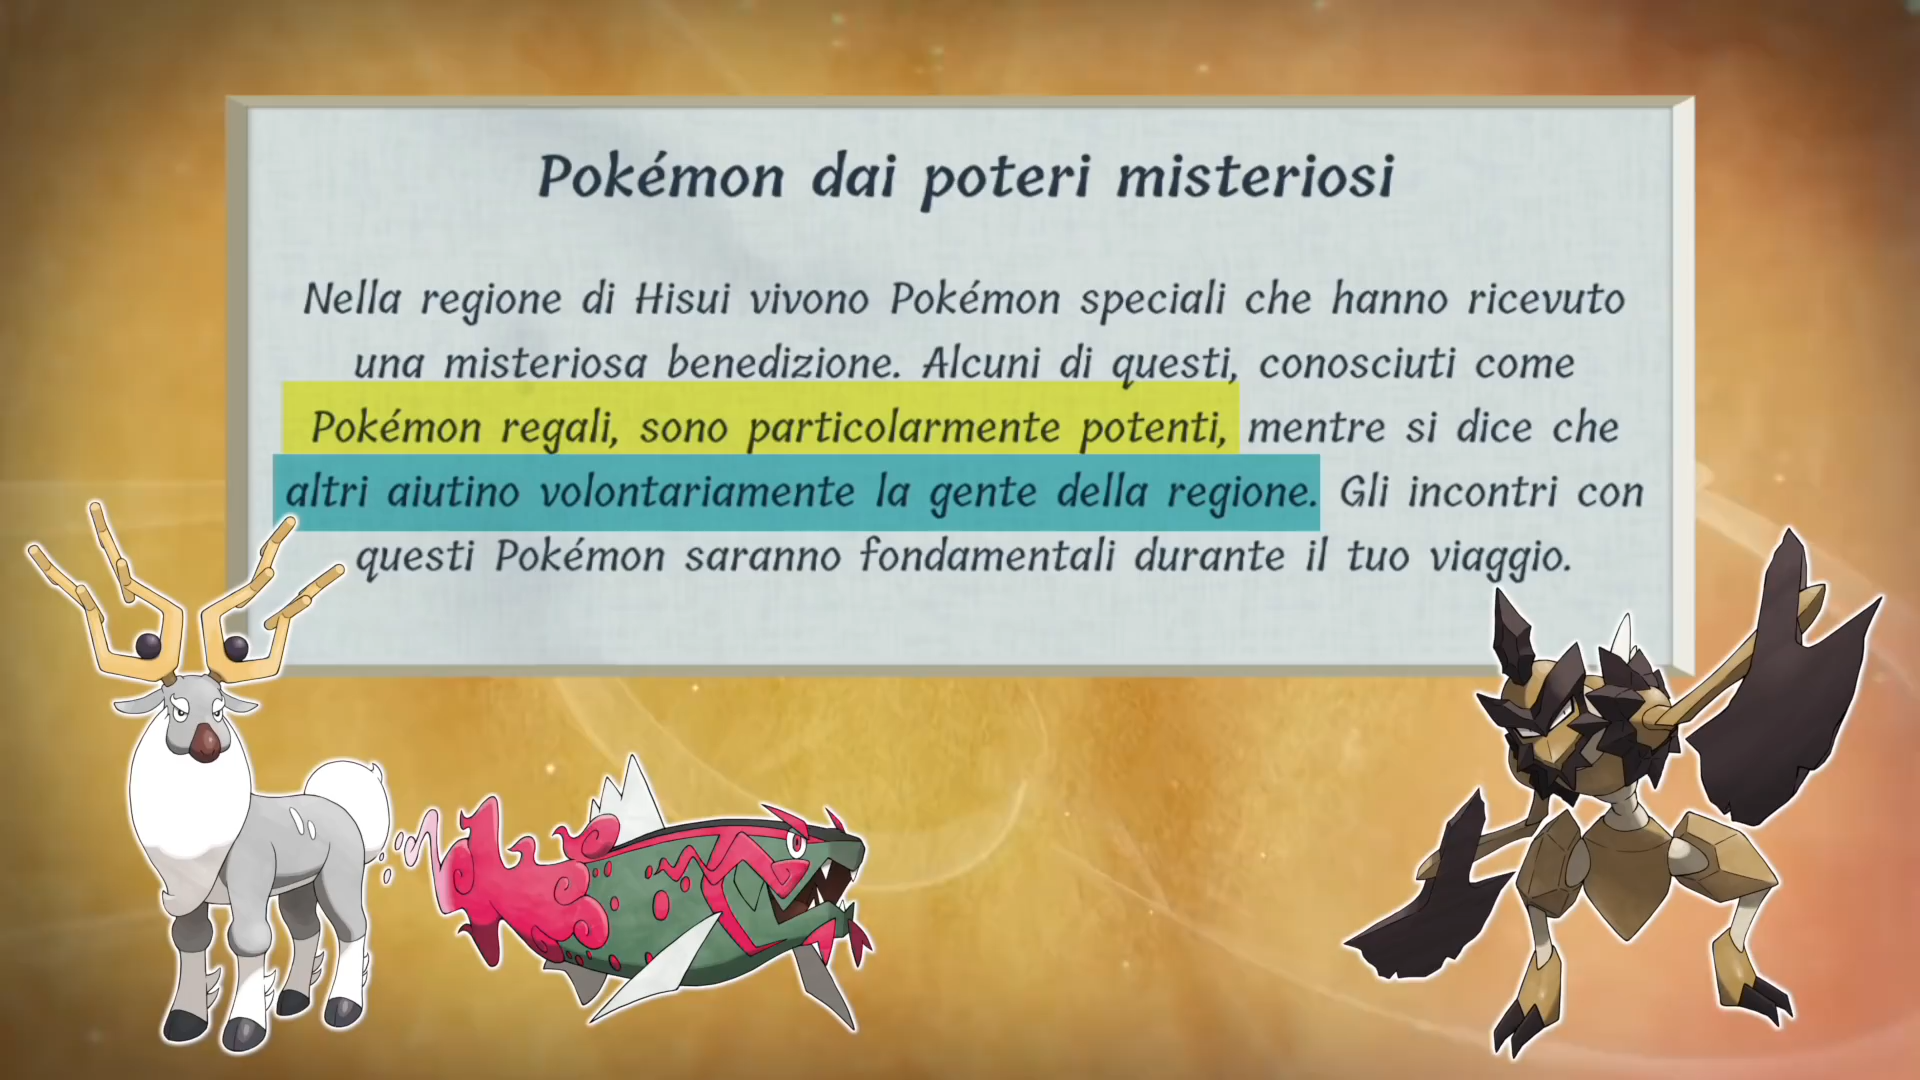 Pokémon dai poteri misteriosi
Nella regione di Hisui vivono Pokémon speciali che hanno ricevuto
una misteriosa benedizione. Alcuni di questi, conosciuti come
Pokémon regali, sono particolarmente potenti, mentre si dice che
altri aiutino volontariamente la gente della regione. Gli incontri con
questi Pokémon saranno fondamentali durante il tuo viaggio.